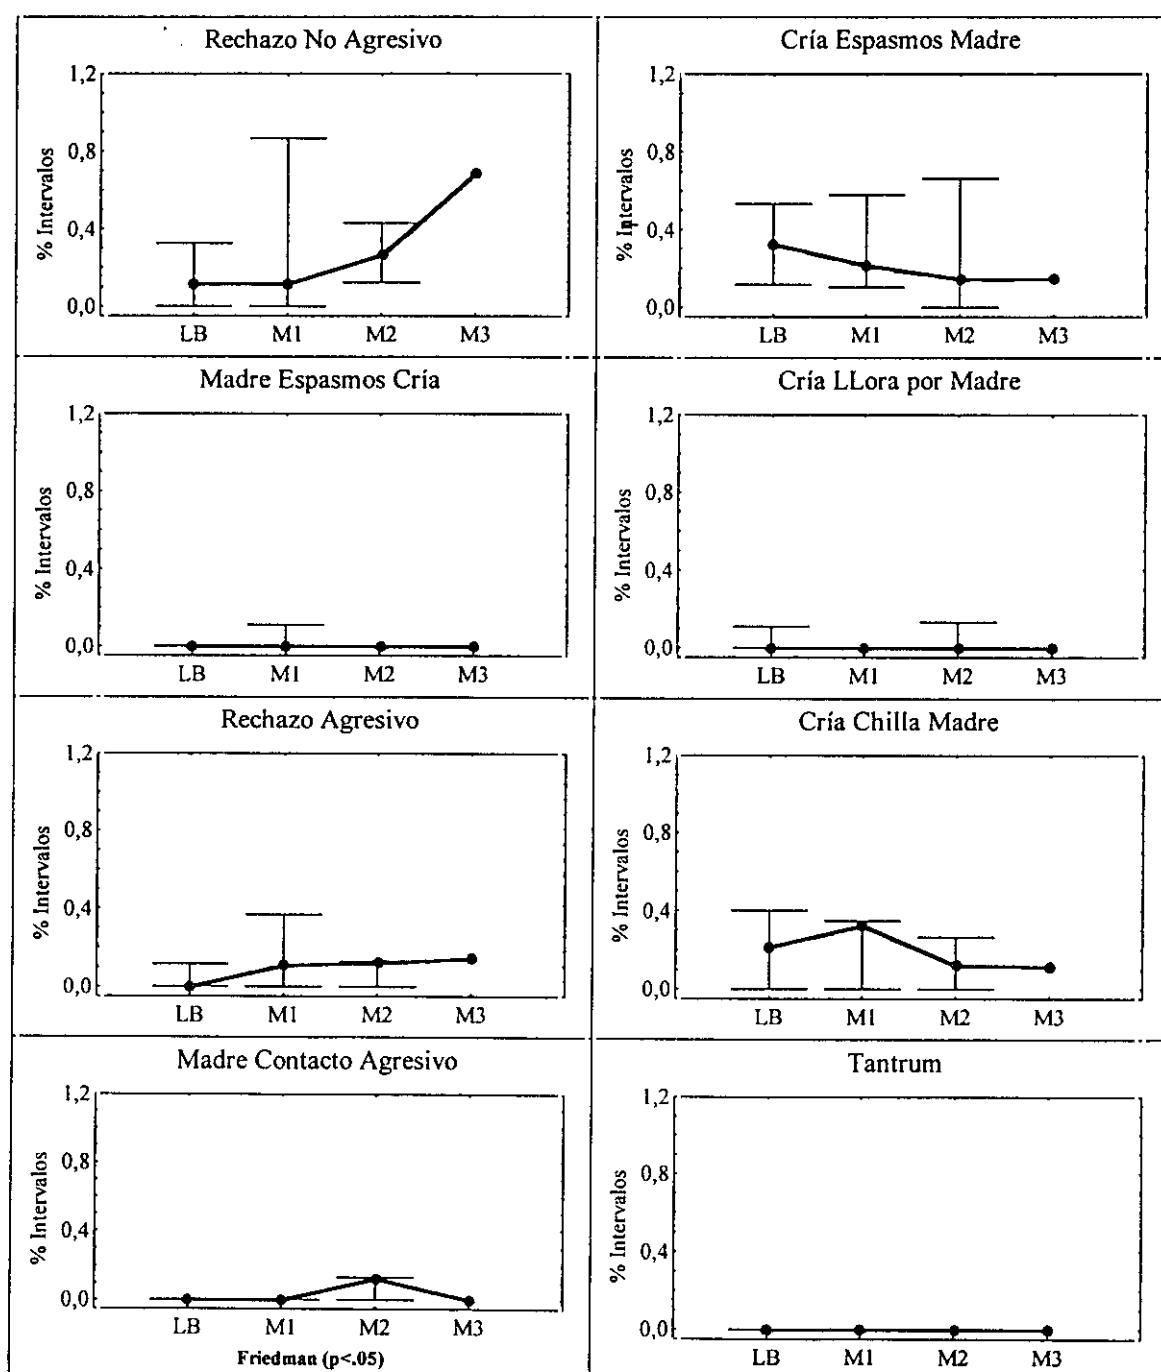 Rechazo No Agresivo
% Intervalos
1,2
0,8
0,4
0,0
LB M1 M2 M3
Cría Espasmos Madre
% Intervalos
1,2
0,8
0,4
0,0
LB M1 M2 M3
Madre Espasmos Cría
% Intervalos
1,2
0,8
0,4
0,0
LB M1 M2 M3
Cría LLora por Madre
% Intervalos
1,2
0,8
0,4
0,0
LB M1 M2 M3
Rechazo Agresivo
% Intervalos
1,2
0,8
0,4
0,0
LB M1 M2 M3
Cría Chilla Madre
% Intervalos
1,2
0,8
0,4
0,0
LB M1 M2 M3
Madre Contacto Agresivo
% Intervalos
1,2
0,8
0,4
0,0
LB M1 M2 M3
Friedman (p<.05)
Tantrum
% Intervalos
1,2
0,8
0,4
0,0
LB M1 M2 M3